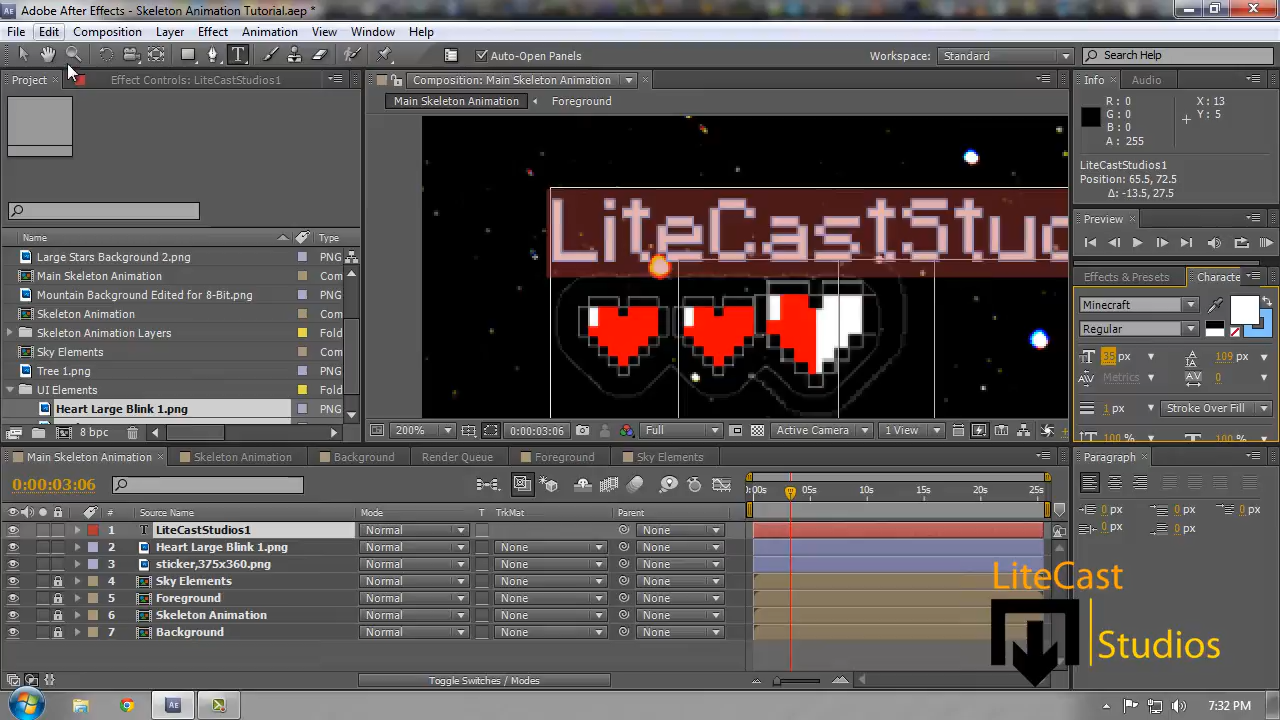 Adobe After Effects - Skeleton Animation Tutorial.aep *
File Edit Composition Layer Effect Animation View Window Help
T Auto-Open Panels Workspace: Standard Search Help
Project Effect Controls: LiteCastStudios1 Composition: Main Skeleton Animation Info Audio
Main Skeleton Animation Foreground
R: 0 X: 13
G: 0 Y: 5
B: 0
A: 255
LiteCastStudios1
Position: 65.5, 72.5
Δ: -13.5, 27.5
Preview
LiteCastStud
Name Type
Large Stars Background 2.png PNG
Main Skeleton Animation Com
Mountain Background Edited for 8-Bit.png PNG
Skeleton Animation Com
Skeleton Animation Layers Fold
Sky Elements Com
Tree 1.png PNG
UI Elements Fold
Heart Large Blink 1.png PNG
8 bpc
Effects & Presets Characte
Minecraft
Regular
35 px 109 px
Metrics 0
1 px Stroke Over Fill
100 % 100 %
200% 0:00:03:06 Full Active Camera 1 View
Main Skeleton Animation Skeleton Animation Background Render Queue Foreground Sky Elements
Paragraph
0 px 0 px 0 px
0 px 0 px
0:00:03:06
0:00s 05s 10s 15s 20s 25s
# Source Name Mode T TrkMat Parent
1 T LiteCastStudios1 Normal None
2 Heart Large Blink 1.png Normal None None
3 sticker,375x360.png Normal None None
4 Sky Elements Normal None None
5 Foreground Normal None None
6 Skeleton Animation Normal None None
7 Background Normal None None
Toggle Switches / Modes
LiteCast
Studios
7:32 PM